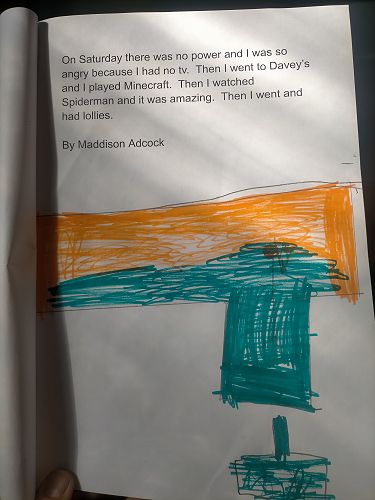 On Saturday there was no power and I was so
angry because I had no tv.  Then I went to Davey's
and I played Minecraft.  Then I watched
Spiderman and it was amazing.  Then I went and
had lollies.
By Maddison Adcock